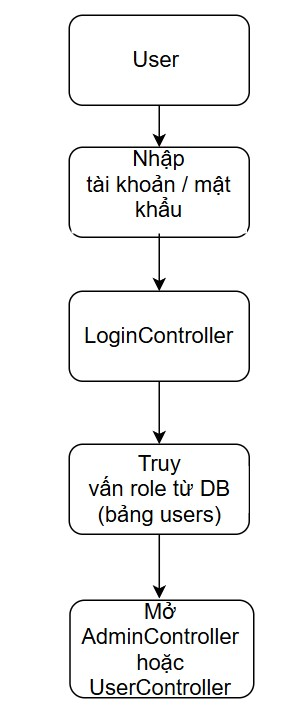 User
Nhập
tài khoản / mật
khẩu
LoginController
Truy
vấn role từ DB
(bảng users)
Mở
AdminController
hoặc
UserController